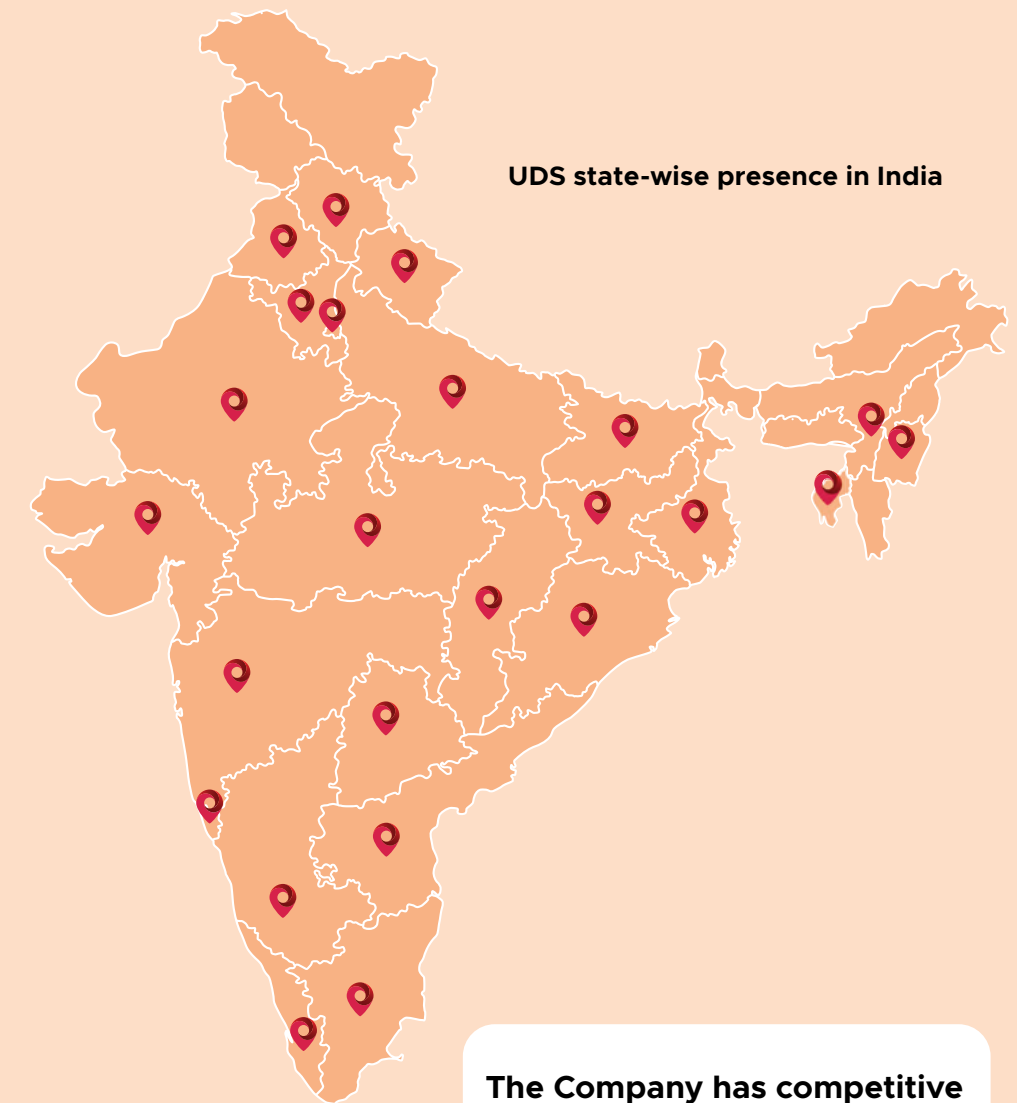 UDS state-wise presence in India
The Company has competitive